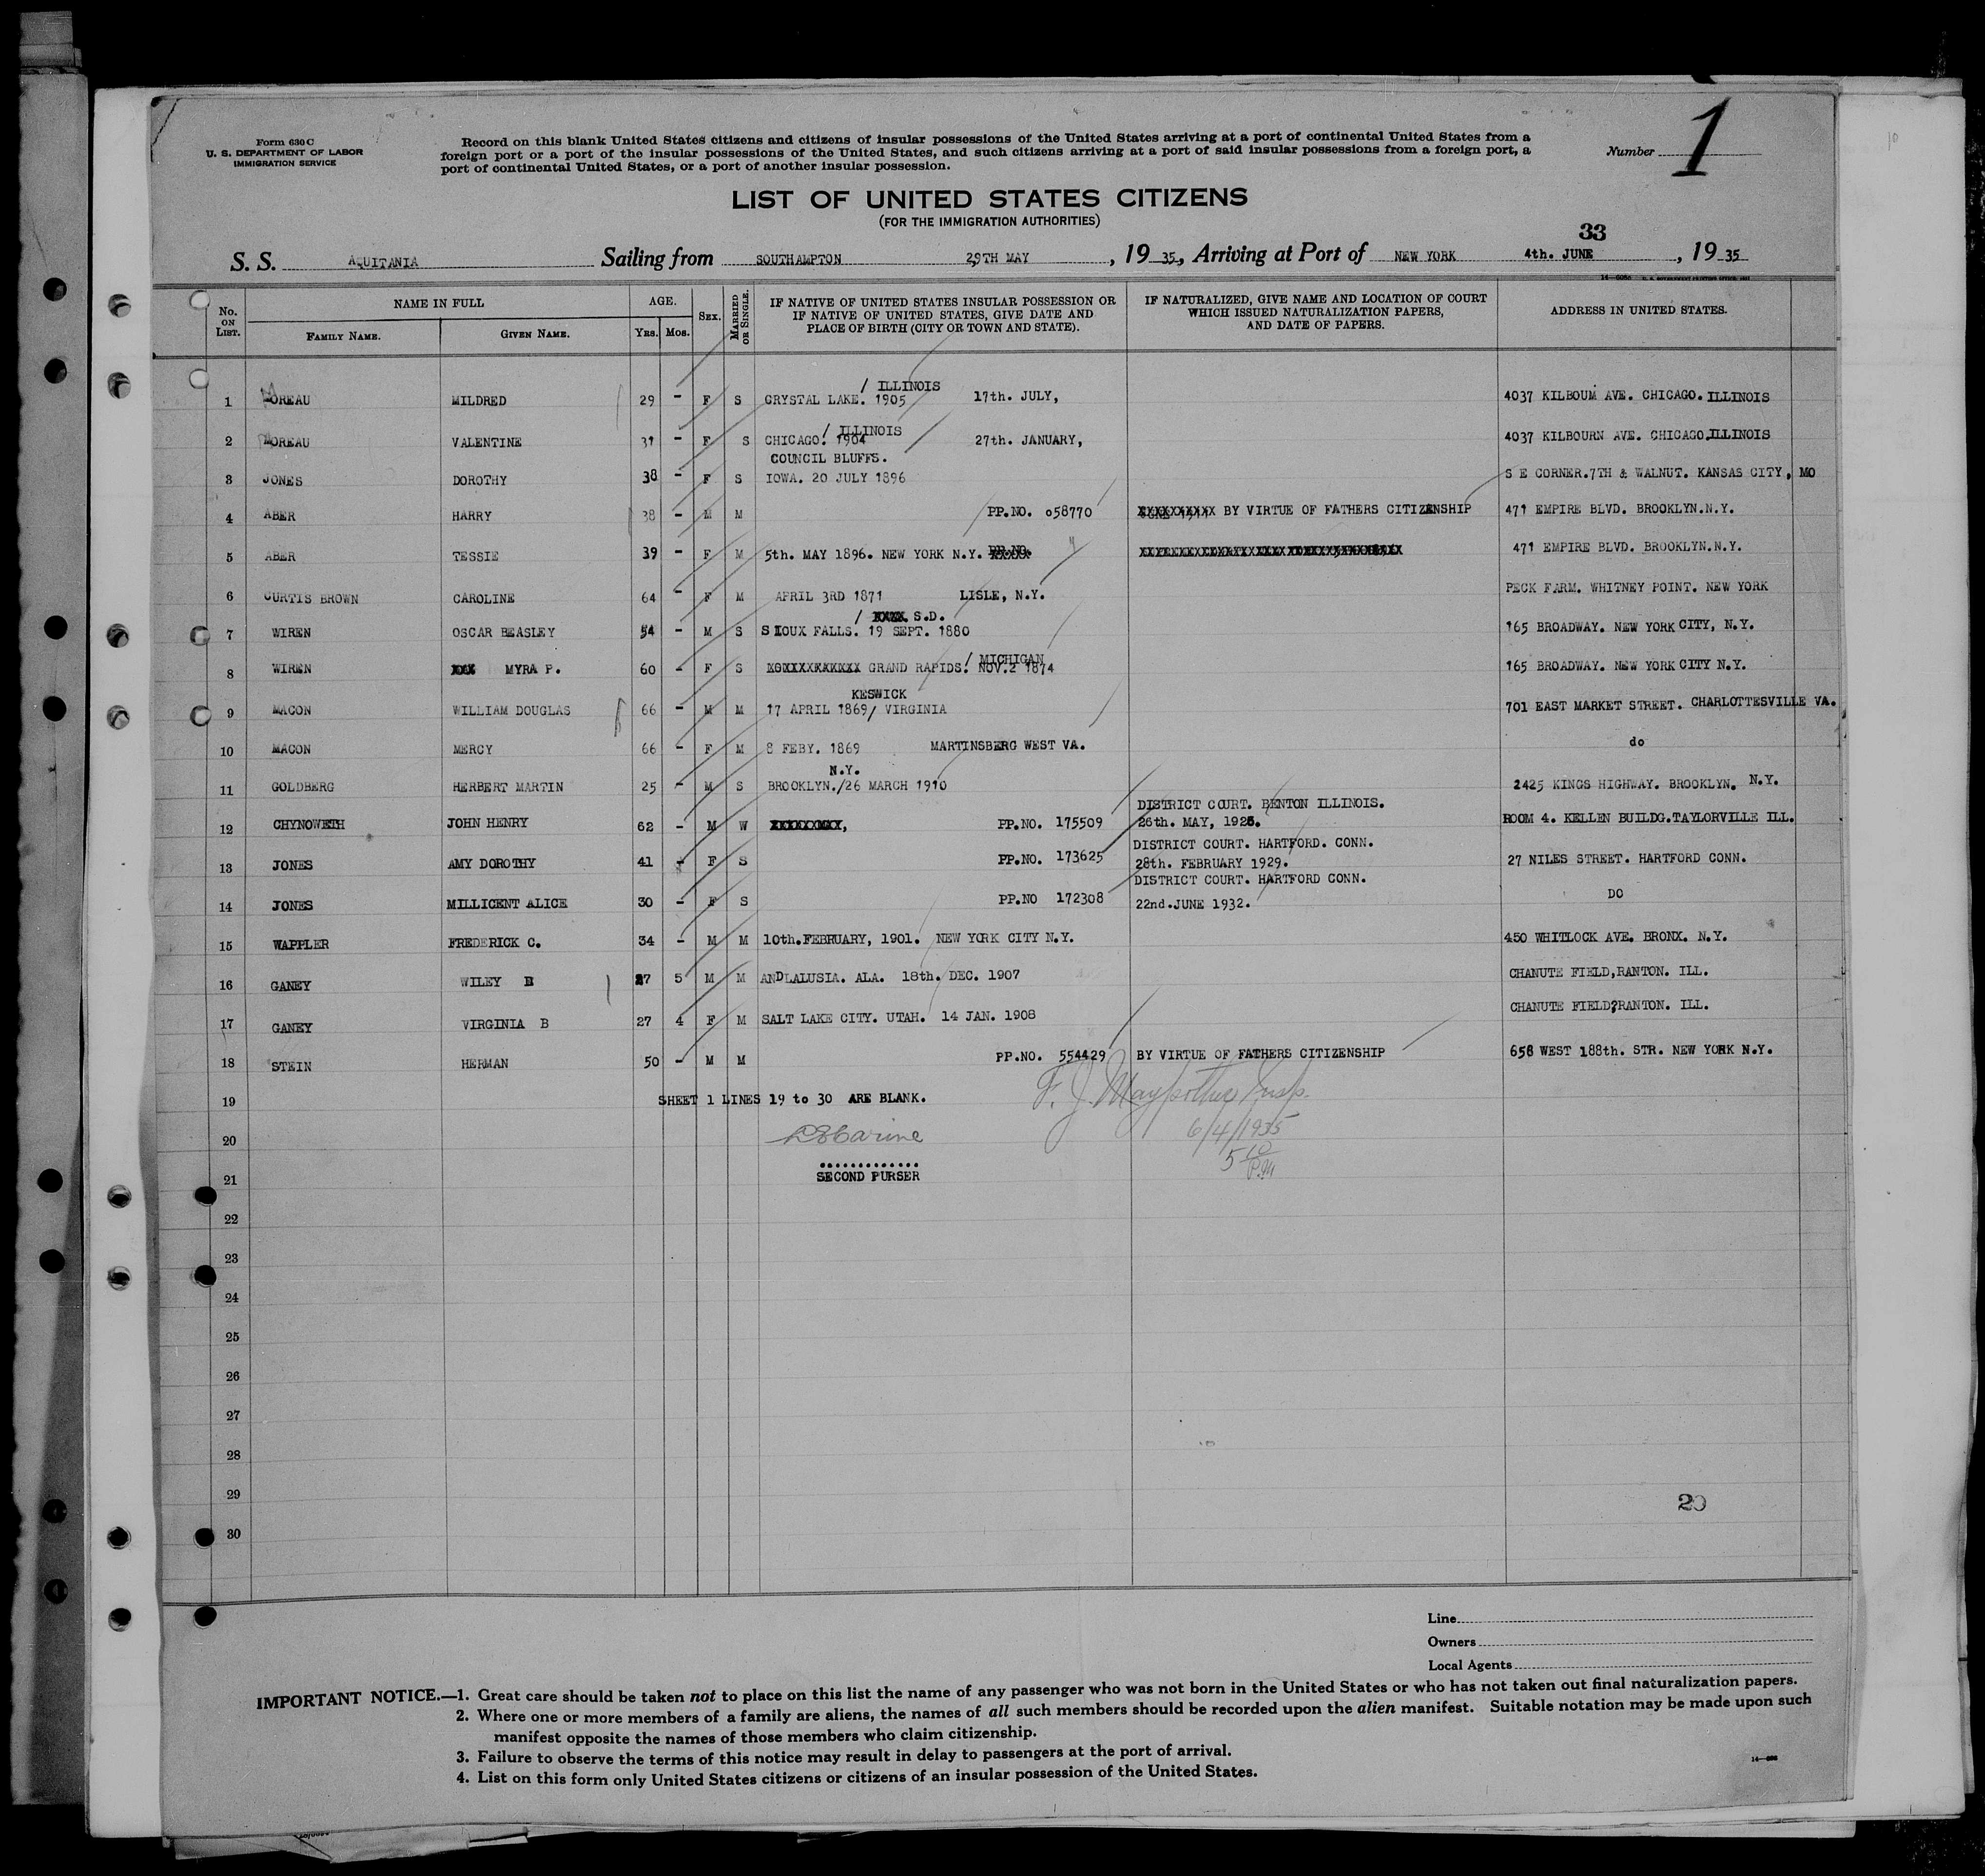 Form 630 C
U. S. DEPARTMENT OF LABOR
IMMIGRATION SERVICE
Record on this blank United States citizens and citizens of insular possessions of the United States arriving at a port of continental United States from a
foreign port or a port of the insular possessions of the United States, and such citizens arriving at a port of said insular possessions from a foreign port, a
port of continental United States, or a port of another insular possession.
Number 1
LIST OF UNITED STATES CITIZENS
(FOR THE IMMIGRATION AUTHORITIES)
33
S. S. AQUITANIA Sailing from SOUTHAMPTON 29TH MAY, 1935, Arriving at Port of NEW YORK 4th. JUNE, 1935
No. ON LIST. NAME IN FULL FAMILY NAME. GIVEN NAME. AGE. YRS. MOS. SEX. MARRIED OR SINGLE. IF NATIVE OF UNITED STATES INSULAR POSSESSION OR IF NATIVE OF UNITED STATES, GIVE DATE AND PLACE OF BIRTH (CITY OR TOWN AND STATE). IF NATURALIZED, GIVE NAME AND LOCATION OF COURT WHICH ISSUED NATURALIZATION PAPERS, AND DATE OF PAPERS. ADDRESS IN UNITED STATES.
/ ILLINOIS
1 MOREAU MILDRED 29 - F S CRYSTAL LAKE. 1905 17th. JULY, 4037 KILBOUM AVE. CHICAGO. ILLINOIS
/ ILLINOIS
2 MOREAU VALENTINE 31 - F S CHICAGO. 1904 27th. JANUARY, 4037 KILBOURN AVE. CHICAGO.ILLINOIS
COUNCIL BLUFFS.
3 JONES DOROTHY 38 - F S IOWA. 20 JULY 1896 S E CORNER.7TH & WALNUT. KANSAS CITY, MO
4 ABER HARRY 38 - M M PP.NO. 058770 XXXXXXXXXX BY VIRTUE OF FATHERS CITIZENSHIP 471 EMPIRE BLVD. BROOKLYN.N.Y.
5 ABER TESSIE 39 - F M 5th. MAY 1896. NEW YORK N.Y. 471 EMPIRE BLVD. BROOKLYN.N.Y.
6 CURTIS BROWN CAROLINE 64 - F M APRIL 3RD 1871 LISLE, N.Y. PECK FARM. WHITNEY POINT. NEW YORK
/ XXXX S.D.
7 WIREN OSCAR BEASLEY 54 - M S SIOUX FALLS. 19 SEPT. 1880 165 BROADWAY. NEW YORK CITY, N.Y.
/ MICHIGAN
8 WIREN XXX MYRA P. 60 - F S GRAND RAPIDS. NOV.2 1874 165 BROADWAY. NEW YORK CITY N.Y.
KESWICK
9 MACON WILLIAM DOUGLAS 66 - M M 17 APRIL 1869/ VIRGINIA 701 EAST MARKET STREET. CHARLOTTESVILLE VA.
10 MACON MERCY 66 - F M 8 FEBY. 1869 MARTINSBERG WEST VA. do
N.Y.
11 GOLDBERG HERBERT MARTIN 25 - M S BROOKLYN./26 MARCH 1910 2425 KINGS HIGHWAY. BROOKLYN. N.Y.
DISTRICT COURT. BENTON ILLINOIS.
12 CHYNOWETH JOHN HENRY 62 - M W PP.NO. 175509 26th. MAY, 1925. ROOM 4. KELLEN BUILDG.TAYLORVILLE ILL.
DISTRICT COURT. HARTFORD. CONN.
13 JONES AMY DOROTHY 41 - F S PP.NO. 173625 28th. FEBRUARY 1929. 27 NILES STREET. HARTFORD CONN.
DISTRICT COURT. HARTFORD CONN.
14 JONES MILLICENT ALICE 30 - F S PP.NO 172308 22nd.JUNE 1932. DO
15 WAPPLER FREDERICK C. 34 - M M 10th.FEBRUARY, 1901. NEW YORK CITY N.Y. 450 WHITLOCK AVE. BRONX. N.Y.
16 GANEY WILEY B 27 5 M M ANDLALUSIA. ALA. 18th. DEC. 1907 CHANUTE FIELD,RANTON. ILL.
17 GANEY VIRGINIA B 27 4 F M SALT LAKE CITY. UTAH. 14 JAN. 1908 CHANUTE FIELD?RANTON. ILL.
18 STEIN HERMAN 50 - M M PP.NO. 554429 BY VIRTUE OF FATHERS CITIZENSHIP 656 WEST 188th. STR. NEW YORK N.Y.
19 SHEET 1 LINES 19 to 30 ARE BLANK.
20 6/4/1935
5 10 P.M
21 SECOND PURSER
22
23
24
25
26
27
28
29 20
30
Line
Owners
Local Agents
IMPORTANT NOTICE.—1. Great care should be taken not to place on this list the name of any passenger who was not born in the United States or who has not taken out final naturalization papers.
2. Where one or more members of a family are aliens, the names of all such members should be recorded upon the alien manifest. Suitable notation may be made upon such
manifest opposite the names of those members who claim citizenship.
3. Failure to observe the terms of this notice may result in delay to passengers at the port of arrival.
4. List on this form only United States citizens or citizens of an insular possession of the United States.